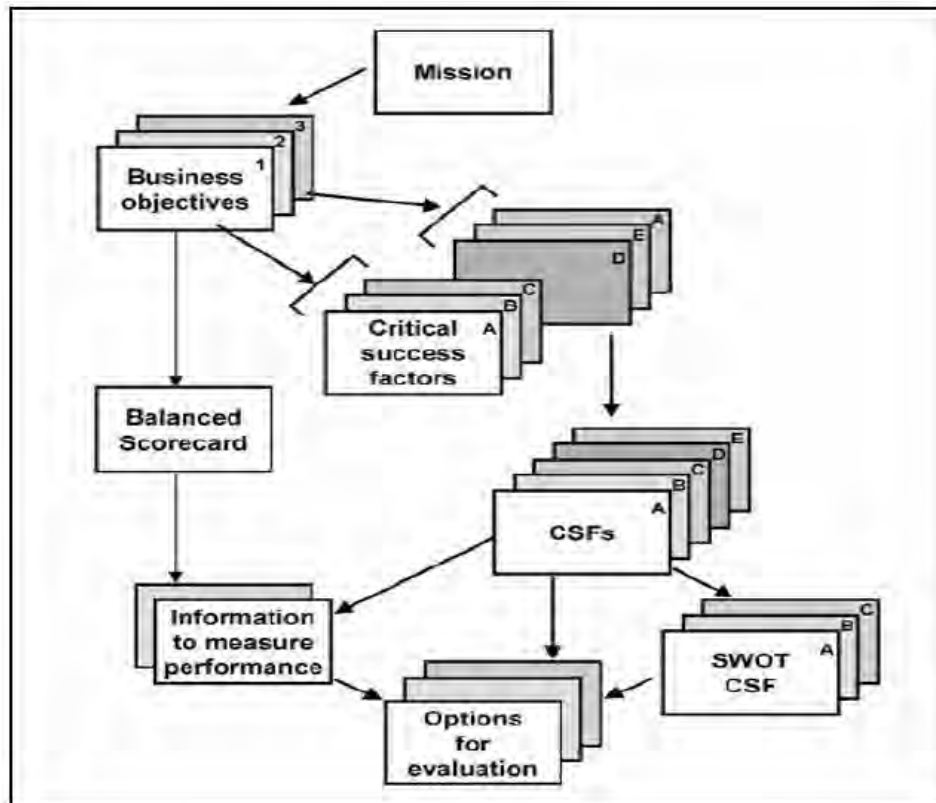 Mission
3
2
1
Business
objectives
A
E
D
C
B
A
Critical
success
factors
Balanced
Scorecard
E
D
C
B
A
CSFs
Information
to measure
performance
C
B
A
SWOT
CSF
Options
for
evaluation